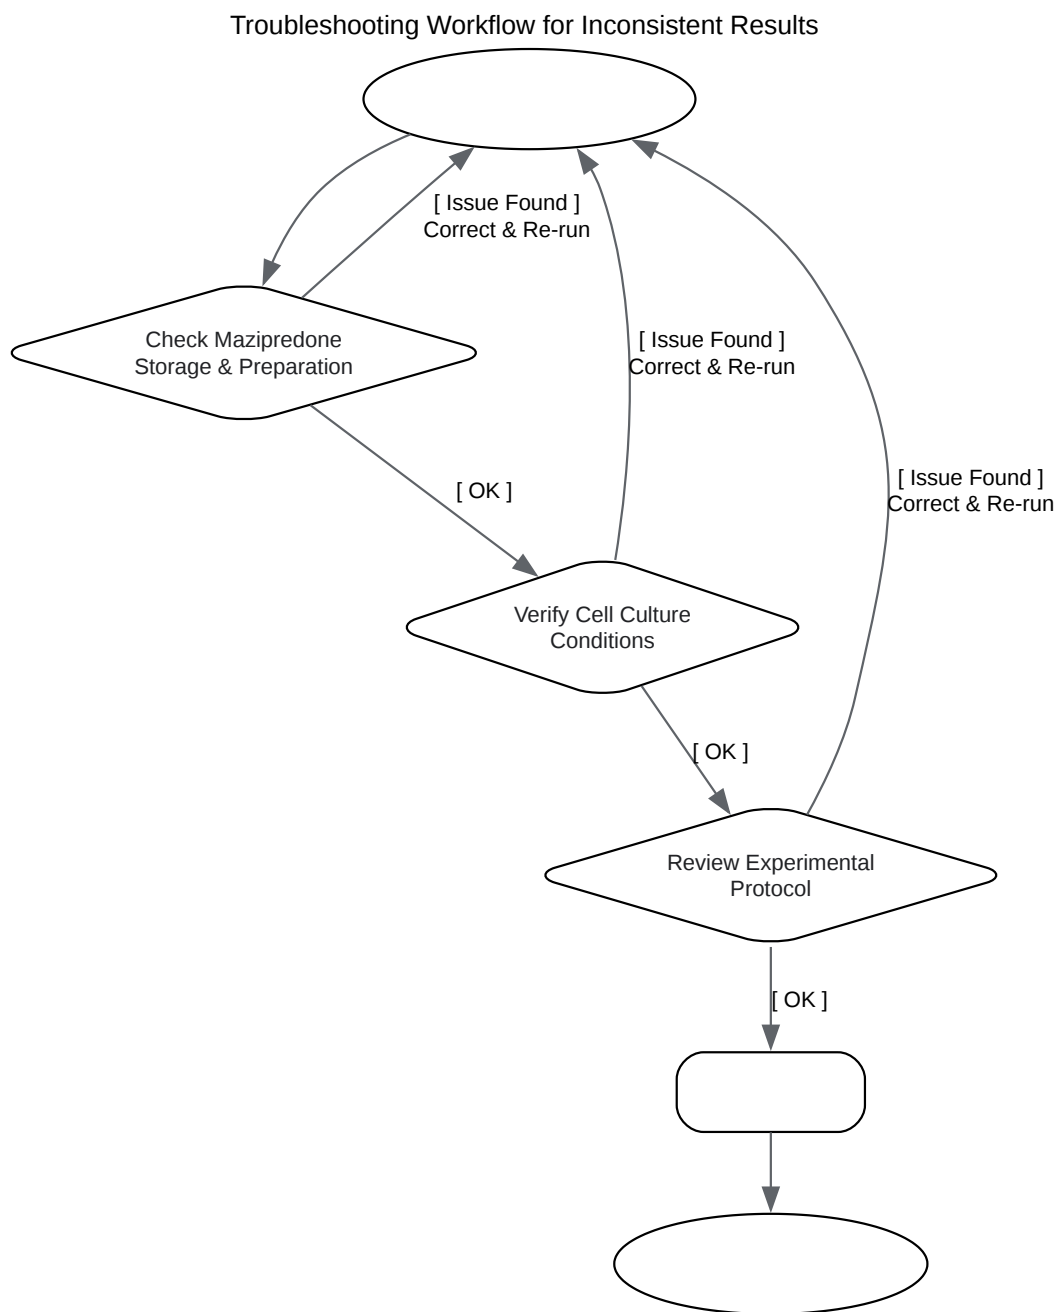 Troubleshooting Workflow for Inconsistent Results
[ Issue Found ]
Correct & Re-run
Check Mazipredone
Storage & Preparation
[ Issue Found ]
Correct & Re-run
[ OK ]
[ Issue Found ]
Correct & Re-run
Verify Cell Culture
Conditions
[ OK ]
Review Experimental
Protocol
[ OK ]